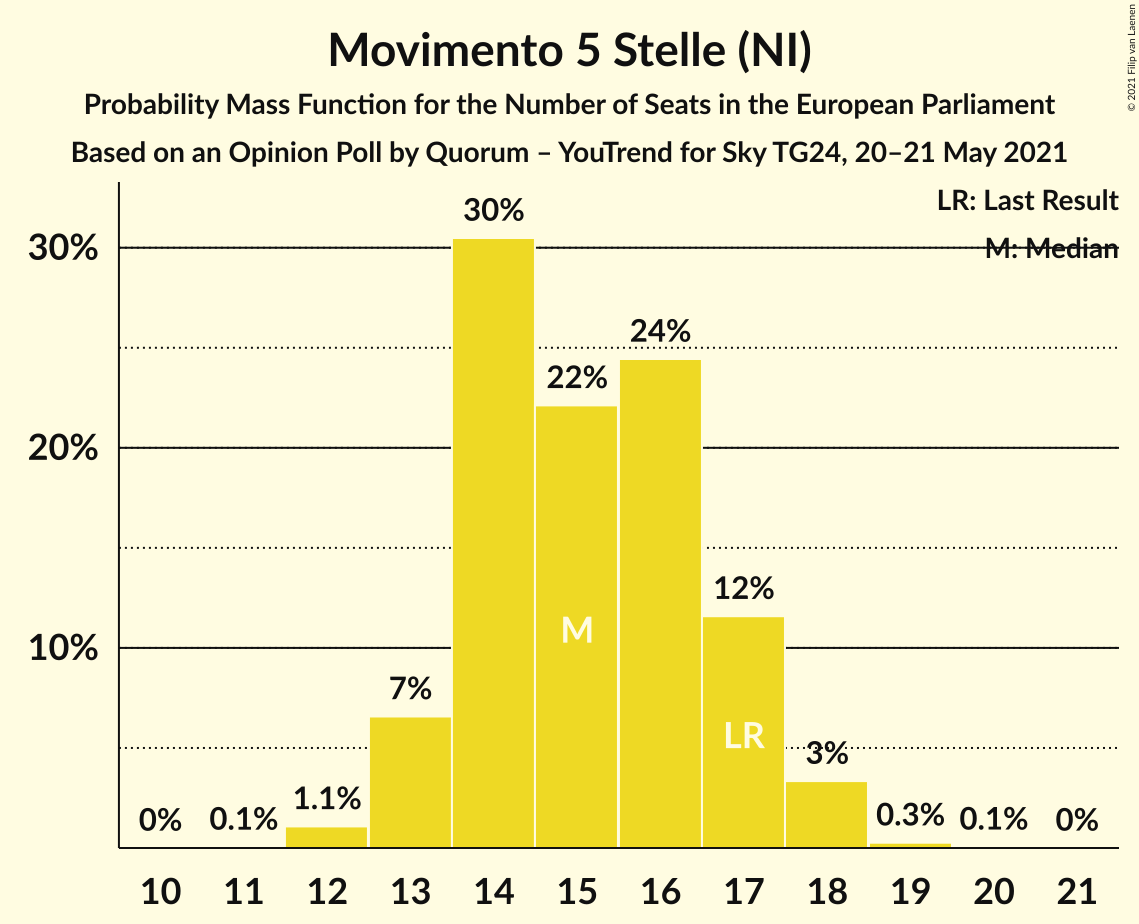 Movimento 5 Stelle (NI)
Probability Mass Function for the Number of Seats in the European Parliament
Based on an Opinion Poll by Quorum – YouTrend for Sky TG24, 20–21 May 2021
© 2021 Filip van Laenen
LR: Last Result
M: Median
30%
20%
10%
0%
0.1%
1.1%
7%
30%
22%
24%
12%
3%
0.3%
0.1%
0%
M
LR
10 11 12 13 14 15 16 17 18 19 20 21